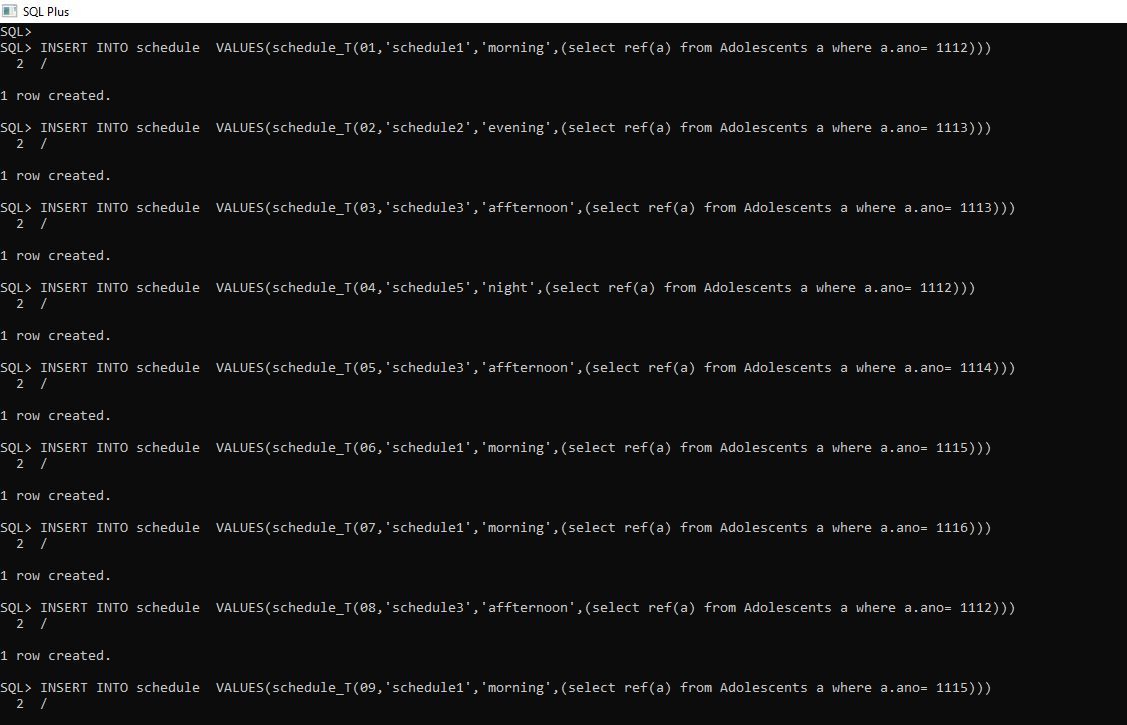 SQL Plus
SQL>
SQL> INSERT INTO schedule  VALUES(schedule_T(01,'schedule1','morning',(select ref(a) from Adolescents a where a.ano= 1112)))
  2  /
1 row created.
SQL> INSERT INTO schedule  VALUES(schedule_T(02,'schedule2','evening',(select ref(a) from Adolescents a where a.ano= 1113)))
  2  /
1 row created.
SQL> INSERT INTO schedule  VALUES(schedule_T(03,'schedule3','affternoon',(select ref(a) from Adolescents a where a.ano= 1113)))
  2  /
1 row created.
SQL> INSERT INTO schedule  VALUES(schedule_T(04,'schedule5','night',(select ref(a) from Adolescents a where a.ano= 1112)))
  2  /
1 row created.
SQL> INSERT INTO schedule  VALUES(schedule_T(05,'schedule3','affternoon',(select ref(a) from Adolescents a where a.ano= 1114)))
  2  /
1 row created.
SQL> INSERT INTO schedule  VALUES(schedule_T(06,'schedule1','morning',(select ref(a) from Adolescents a where a.ano= 1115)))
  2  /
1 row created.
SQL> INSERT INTO schedule  VALUES(schedule_T(07,'schedule1','morning',(select ref(a) from Adolescents a where a.ano= 1116)))
  2  /
1 row created.
SQL> INSERT INTO schedule  VALUES(schedule_T(08,'schedule3','affternoon',(select ref(a) from Adolescents a where a.ano= 1112)))
  2  /
1 row created.
SQL> INSERT INTO schedule  VALUES(schedule_T(09,'schedule1','morning',(select ref(a) from Adolescents a where a.ano= 1115)))
  2  /